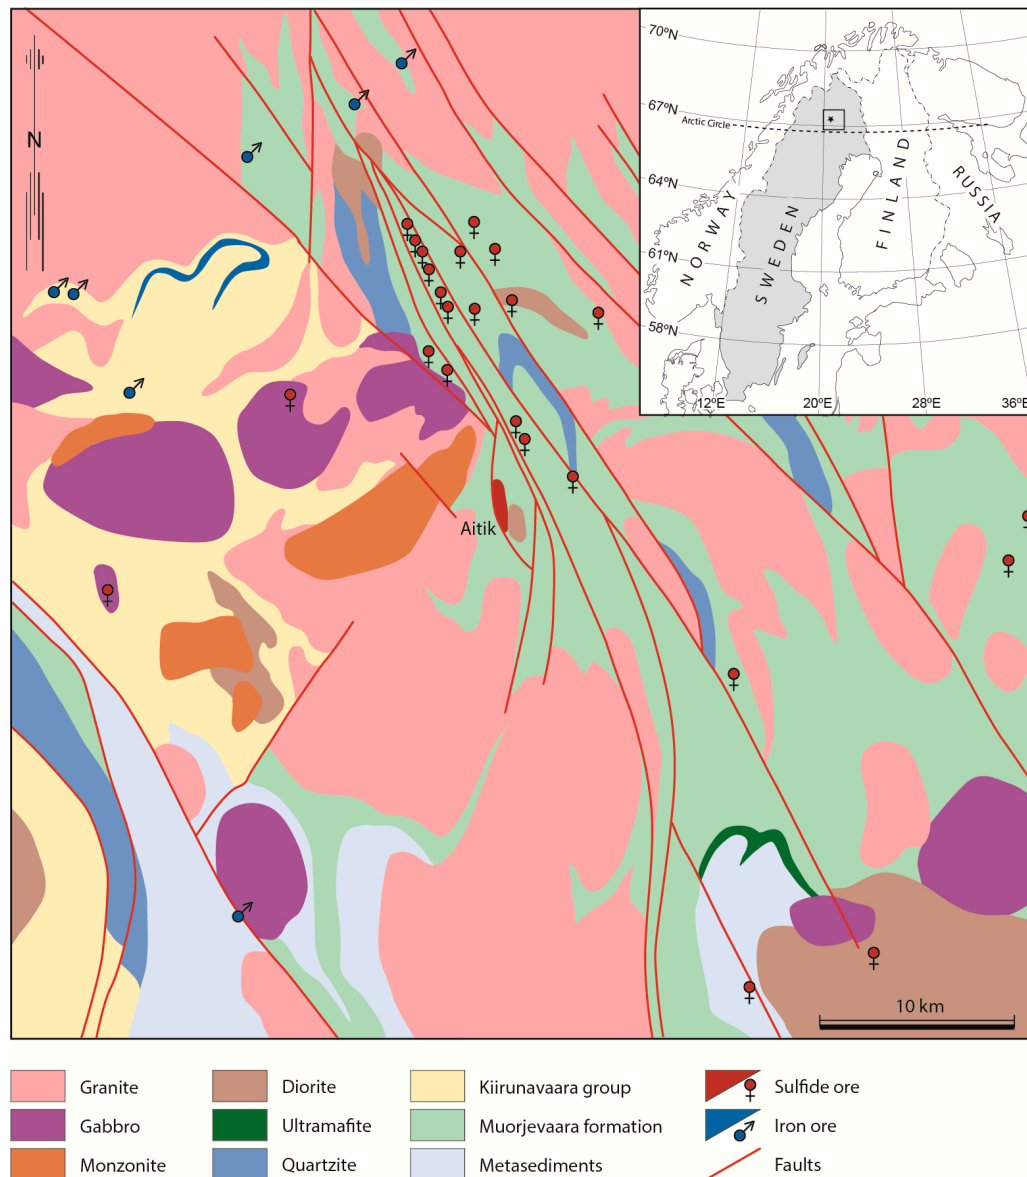 N
70ºN
67ºN
Arctic Circle
64ºN
61ºN
58ºN
NORWAY
SWEDEN
FINLAND
RUSSIA
12ºE
20ºE
28ºE
36ºE
Aitik
10 km
Granite
Diorite
Kiirunavaara group
Sulfide ore
Gabbro
Ultramafite
Muorjevaara formation
Iron ore
Monzonite
Quartzite
Metasediments
Faults